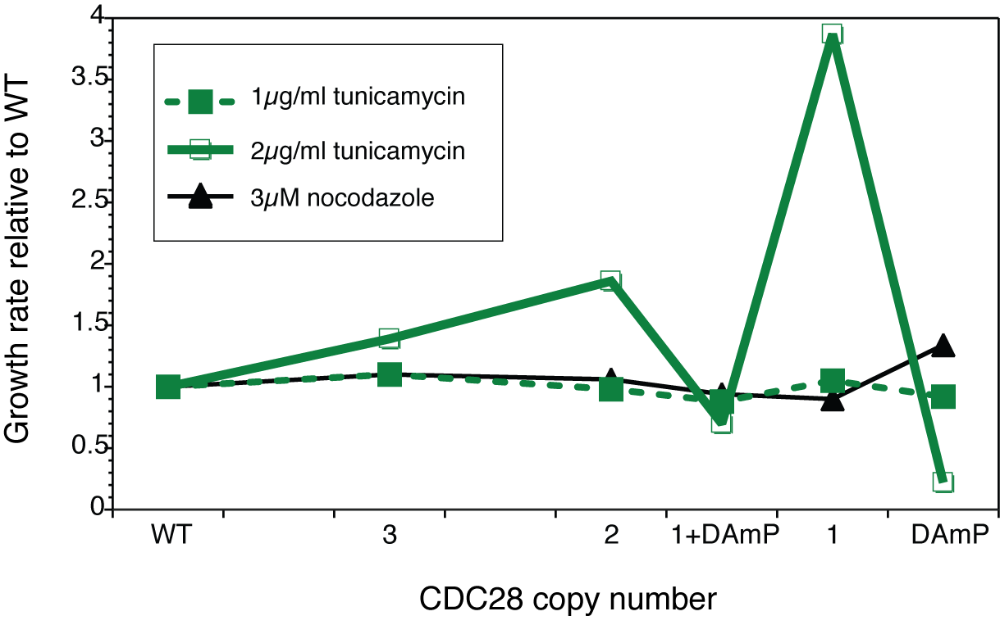 4
3.5
3
2.5
2
1.5
1
0.5
0
Growth rate relative to WT
1µg/ml tunicamycin
2µg/ml tunicamycin
3µM nocodazole
WT 3 2 1+DAmP 1 DAmP
CDC28 copy number